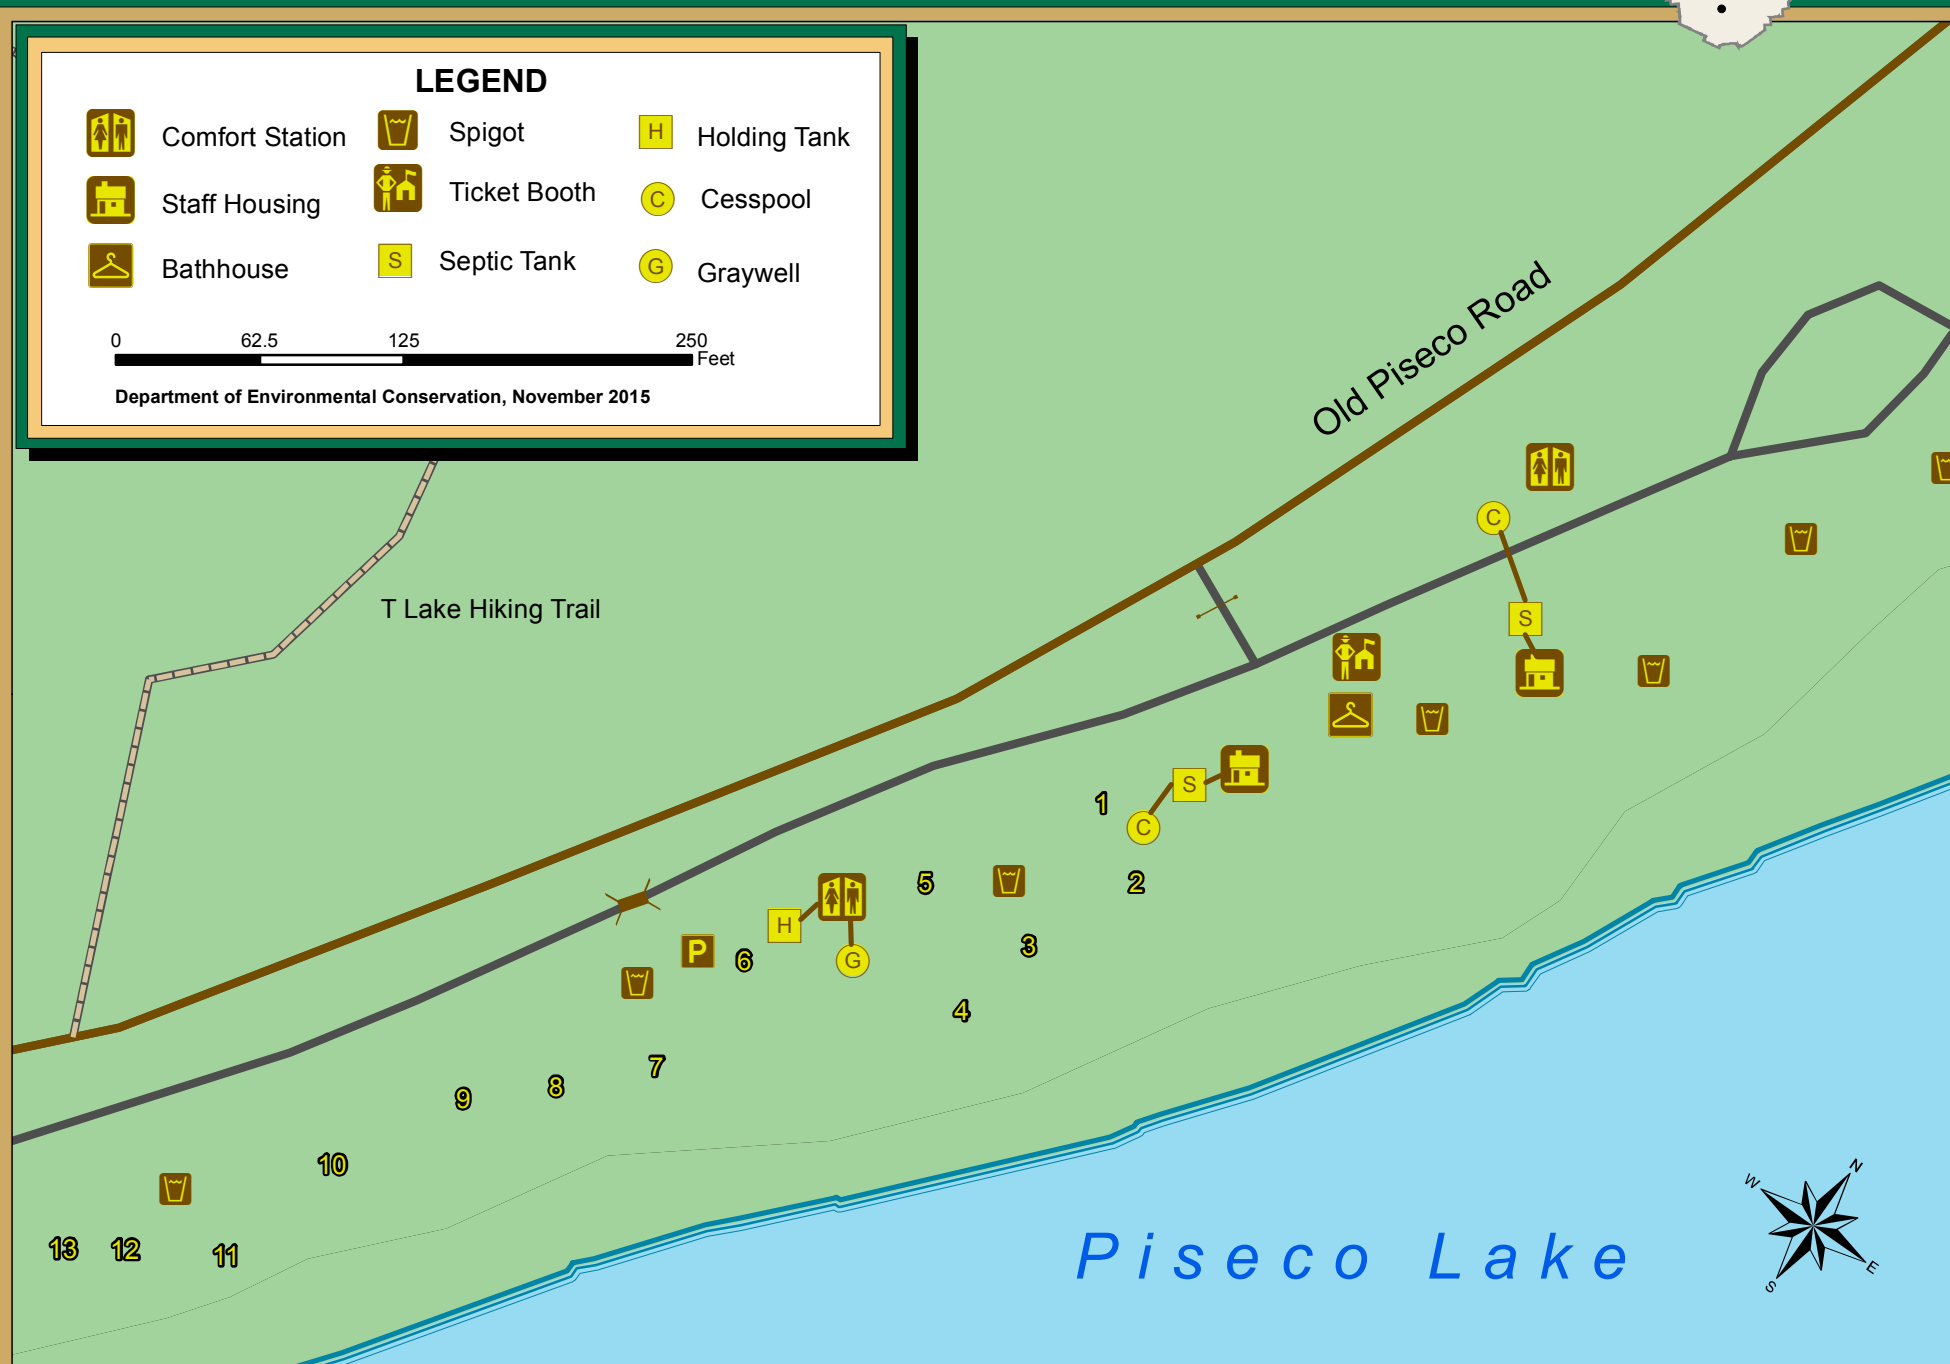 LEGEND
Comfort Station
Spigot
H Holding Tank
Staff Housing
Ticket Booth
C Cesspool
Bathhouse
S Septic Tank
G Graywell
0 62.5 125 250
Feet
Department of Environmental Conservation, November 2015
Old Piseco Road
T Lake Hiking Trail
C
S
1
S
C
5
2
H
P
6
G
3
4
7
8
9
10
13
12
11
Piseco Lake
N
W
E
S